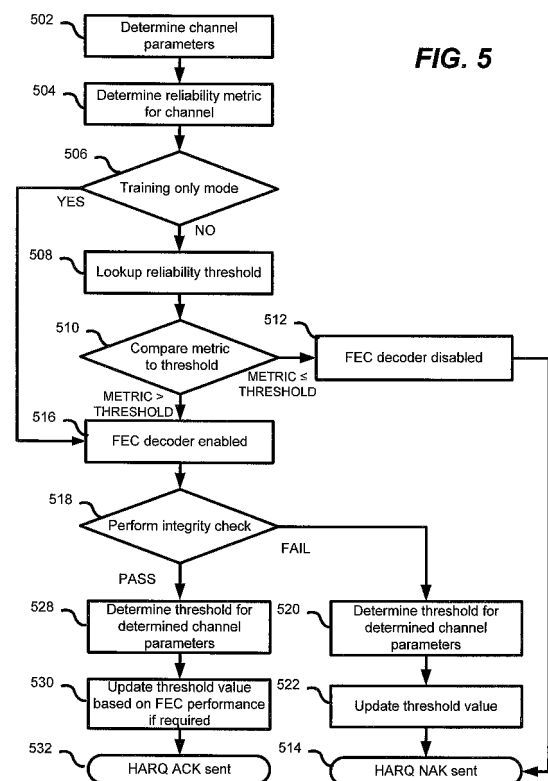 FIG. 5
502
Determine channel
parameters
504
Determine reliability metric
for channel
506
Training only mode
YES
NO
508
Lookup reliability threshold
510
Compare metric
to threshold
METRIC ≤
THRESHOLD
512
FEC decoder disabled
METRIC >
THRESHOLD
516
FEC decoder enabled
518
Perform integrity check
FAIL
PASS
528
Determine threshold for
determined channel
parameters
520
Determine threshold for
determined channel
parameters
530
Update threshold value
based on FEC performance
if required
522
Update threshold value
532
HARQ ACK sent
514
HARQ NAK sent